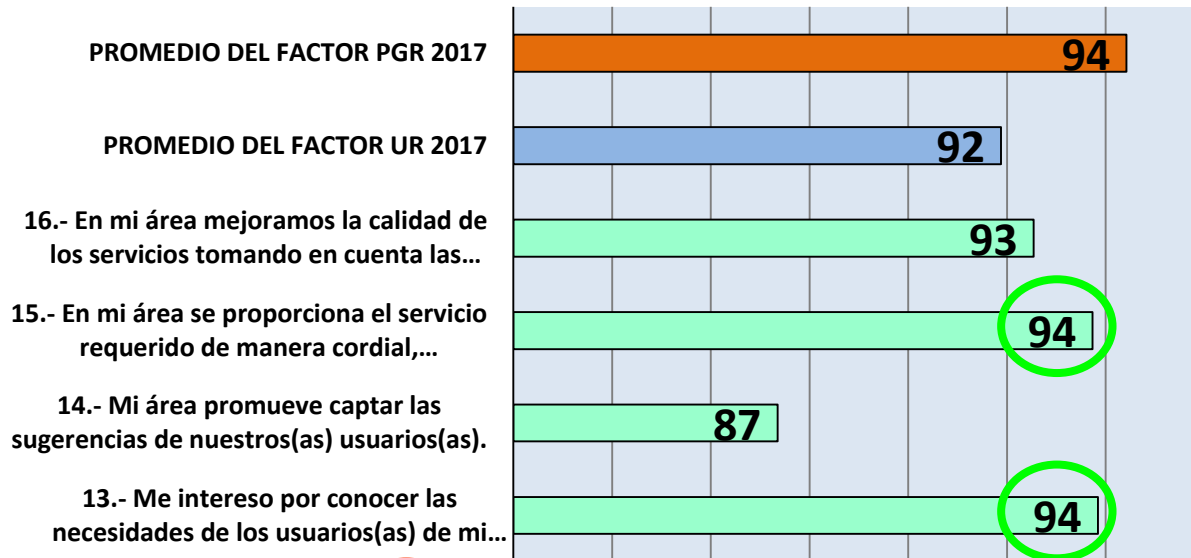 PROMEDIO DEL FACTOR PGR 2017
94
PROMEDIO DEL FACTOR UR 2017
92
16.- En mi área mejoramos la calidad de
los servicios tomando en cuenta las...
93
15.- En mi área se proporciona el servicio
requerido de manera cordial,...
94
14.- Mi área promueve captar las
sugerencias de nuestros(as) usuarios(as).
87
13.- Me intereso por conocer las
necesidades de los usuarios(as) de mi...
94